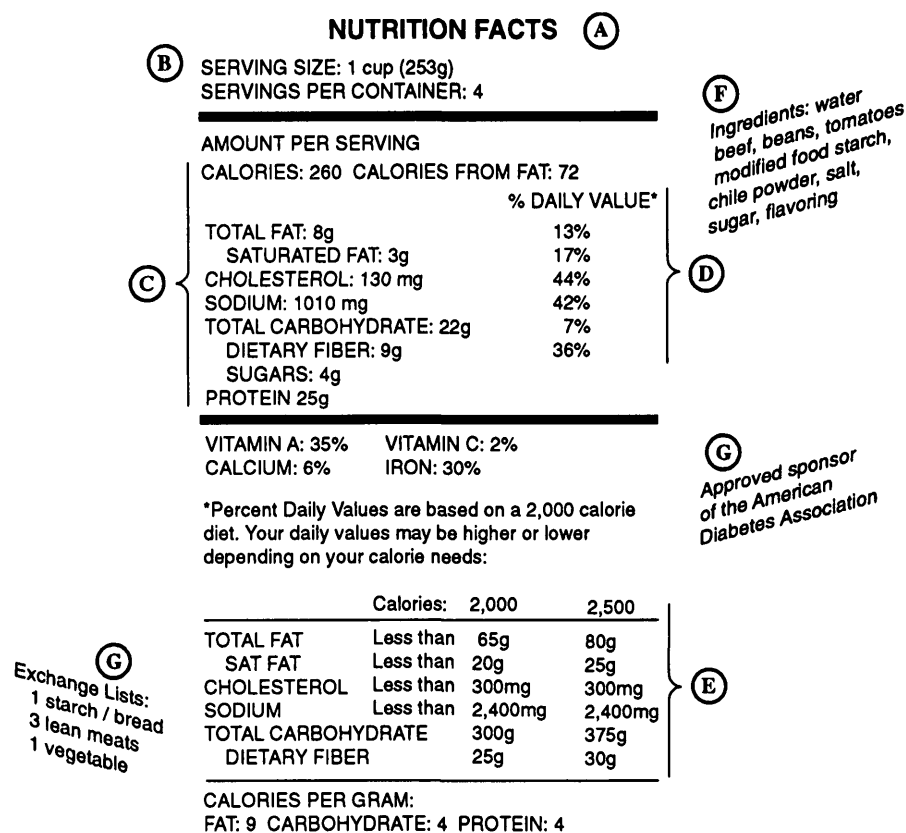 NUTRITION FACTS A
B
SERVING SIZE: 1 cup (253g)
SERVINGS PER CONTAINER: 4
F
Ingredients: water
beef, beans, tomatoes
modified food starch,
chile powder, salt,
sugar, flavoring
AMOUNT PER SERVING
CALORIES: 260 CALORIES FROM FAT: 72
% DAILY VALUE*
TOTAL FAT: 8g 13%
SATURATED FAT: 3g 17%
CHOLESTEROL: 130 mg 44%
SODIUM: 1010 mg 42%
TOTAL CARBOHYDRATE: 22g 7%
DIETARY FIBER: 9g 36%
SUGARS: 4g
PROTEIN 25g
C
D
VITAMIN A: 35% VITAMIN C: 2%
CALCIUM: 6% IRON: 30%
G
Approved sponsor
of the American
Diabetes Association
*Percent Daily Values are based on a 2,000 calorie
diet. Your daily values may be higher or lower
depending on your calorie needs:
Calories: 2,000 2,500
TOTAL FAT Less than 65g 80g
SAT FAT Less than 20g 25g
CHOLESTEROL Less than 300mg 300mg
SODIUM Less than 2,400mg 2,400mg
TOTAL CARBOHYDRATE 300g 375g
DIETARY FIBER 25g 30g
E
G
Exchange Lists:
1 starch / bread
3 lean meats
1 vegetable
CALORIES PER GRAM:
FAT: 9 CARBOHYDRATE: 4 PROTEIN: 4